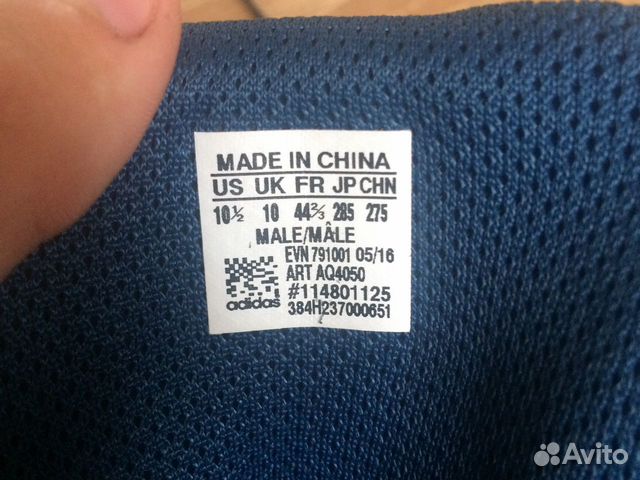 MADE IN CHINA
US UK FR JP CHN
10½ 10 44⅔ 285 275
MALE/MÂLE
EVN 791001 05/16
ART AQ4050
#114801125
384H237000651
adidas
Avito